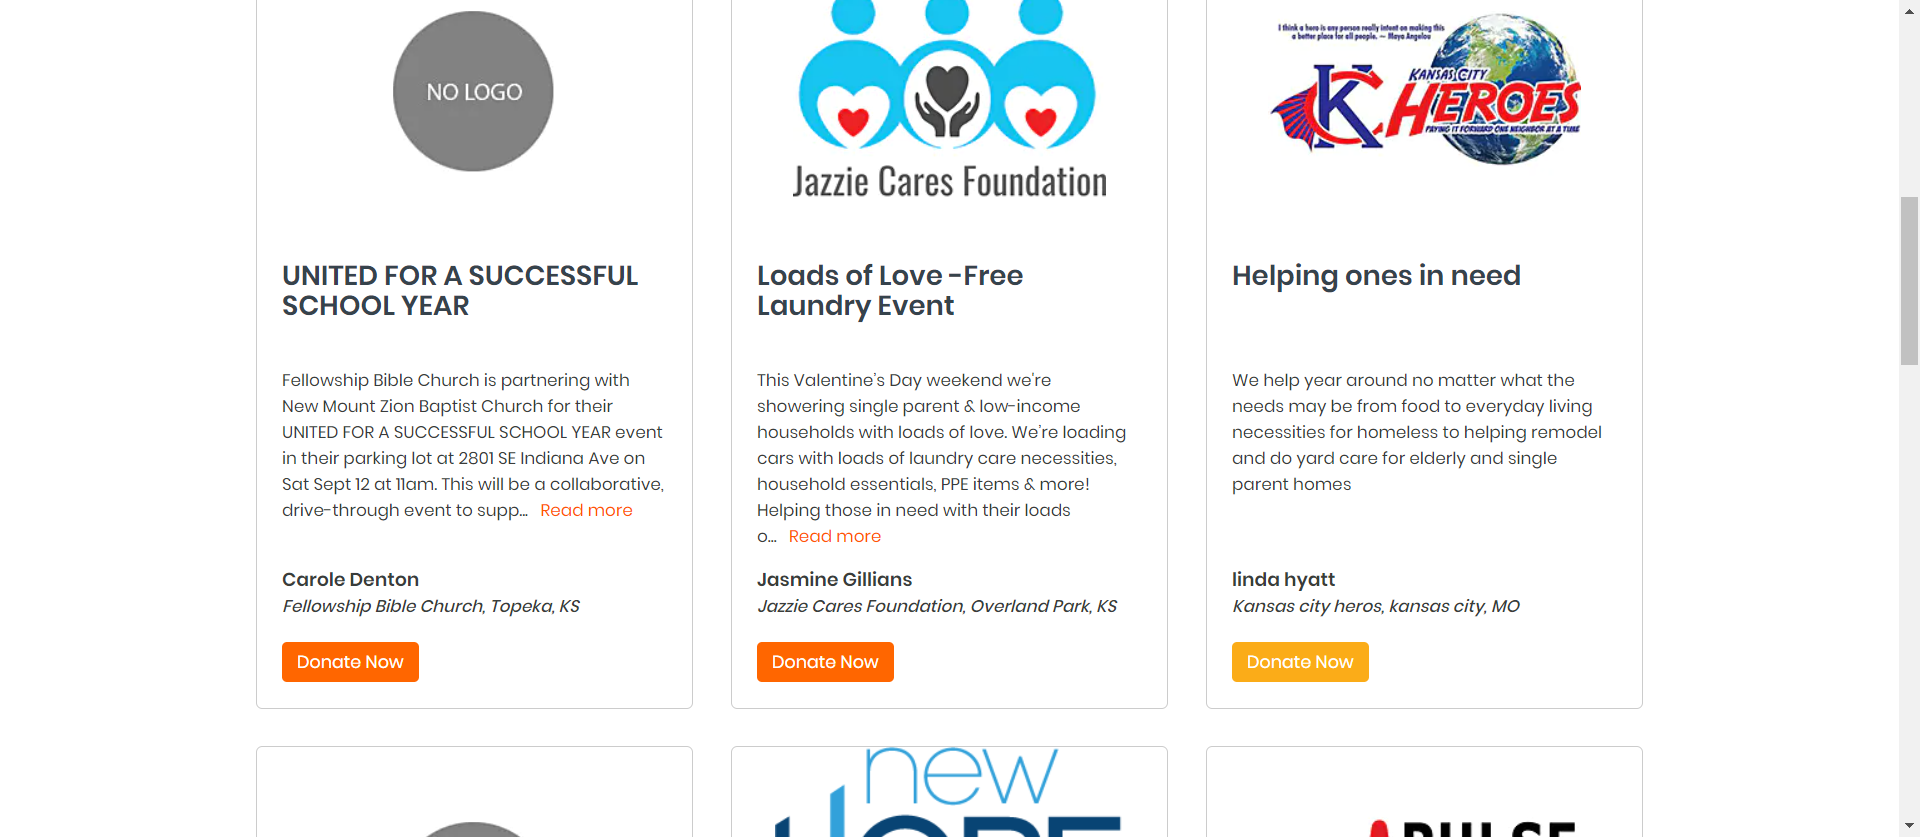 NO LOGO
Jazzie Cares Foundation
I think a hero is any person really intent on making this
a better place for all people. — Maya Angelou
KC
KANSAS CITY
HEROES
PAYING IT FORWARD ONE NEIGHBOR AT A TIME
UNITED FOR A SUCCESSFUL
SCHOOL YEAR
Fellowship Bible Church is partnering with
New Mount Zion Baptist Church for their
UNITED FOR A SUCCESSFUL SCHOOL YEAR event
in their parking lot at 2801 SE Indiana Ave on
Sat Sept 12 at 11am. This will be a collaborative,
drive-through event to supp... Read more
Carole Denton
Fellowship Bible Church, Topeka, KS
Donate Now
Loads of Love -Free
Laundry Event
This Valentine's Day weekend we're
showering single parent & low-income
households with loads of love. We're loading
cars with loads of laundry care necessities,
household essentials, PPE items & more!
Helping those in need with their loads
o... Read more
Jasmine Gillians
Jazzie Cares Foundation, Overland Park, KS
Donate Now
Helping ones in need
We help year around no matter what the
needs may be from food to everyday living
necessities for homeless to helping remodel
and do yard care for elderly and single
parent homes
linda hyatt
Kansas city heros, kansas city, MO
Donate Now
new
HOPE
PULSE